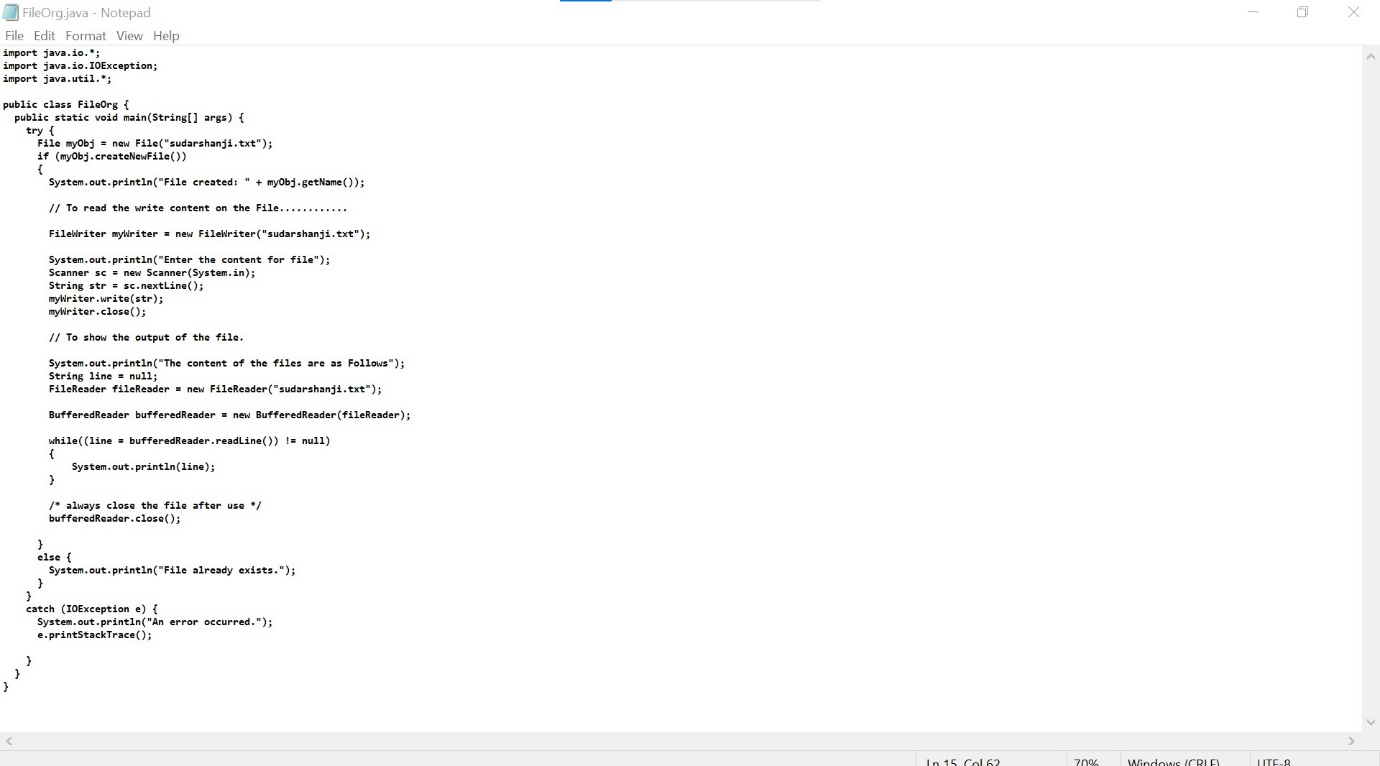 FileOrg.java - Notepad
File Edit Format View Help
import java.io.*;
import java.io.IOException;
import java.util.*;
public class FileOrg {
public static void main(String[] args) {
try {
File myObj = new File("sudarshanji.txt");
if (myObj.createNewFile())
{
System.out.println("File created: " + myObj.getName());
// To read the write content on the File............
FileWriter myWriter = new FileWriter("sudarshanji.txt");
System.out.println("Enter the content for file");
Scanner sc = new Scanner(System.in);
String str = sc.nextLine();
myWriter.write(str);
myWriter.close();
// To show the output of the file.
System.out.println("The content of the files are as Follows");
String line = null;
FileReader fileReader = new FileReader("sudarshanji.txt");
BufferedReader bufferedReader = new BufferedReader(fileReader);
while((line = bufferedReader.readLine()) != null)
{
System.out.println(line);
}
/* always close the file after use */
bufferedReader.close();
}
else {
System.out.println("File already exists.");
}
}
catch (IOException e) {
System.out.println("An error occurred.");
e.printStackTrace();
}
}
}
Ln 15, Col 62 70% Windows (CRLF) UTF-8